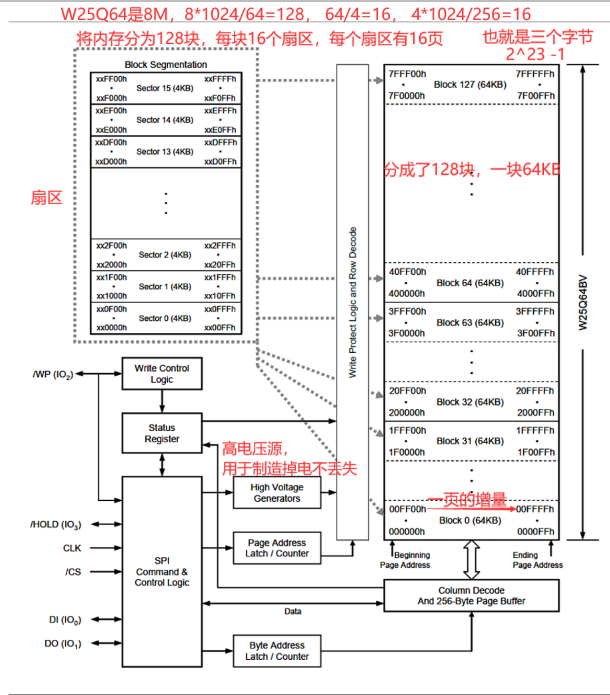 W25Q64是8M，8*1024/64=128， 64/4=16， 4*1024/256=16
将内存分为128块，每块16个扇区，每个扇区有16页
也就是三个字节
2^23 -1
Block Segmentation
xxFF00h xxFFFFh
• Sector 15 (4KB) •
xxF000h xxF0FFh
xxEF00h xxEFFFh
• Sector 14 (4KB) •
xxE000h xxE0FFh
xxDF00h xxDFFFh
• Sector 13 (4KB) •
xxD000h xxD0FFh
扇区
xx2F00h xx2FFFh
• Sector 2 (4KB) •
xx2000h xx20FFh
xx1F00h xx1FFFh
• Sector 1 (4KB) •
xx1000h xx10FFh
xx0F00h xx0FFFh
• Sector 0 (4KB) •
xx0000h xx00FFh
Write Protect Logic and Row Decode
7FFF00h 7FFFFFh
• Block 127 (64KB) •
7F0000h 7F00FFh
分成了128块，一块64KB
40FF00h 40FFFFh
• Block 64 (64KB) •
400000h 4000FFh
3FFF00h 3FFFFFh
• Block 63 (64KB) •
3F0000h 3F00FFh
20FF00h 20FFFFh
• Block 32 (64KB) •
200000h 2000FFh
1FFF00h 1FFFFFh
• Block 31 (64KB) •
1F0000h 1F00FFh
一页的增量
00FF00h 00FFFFh
• Block 0 (64KB) •
000000h 0000FFh
W25Q64BV
Beginning
Page Address
Ending
Page Address
/WP (IO2)
Write Control
Logic
Status
Register
高电压源，
用于制造掉电不丢失
High Voltage
Generators
/HOLD (IO3)
CLK
/CS
DI (IO0)
DO (IO1)
SPI
Command &
Control Logic
Page Address
Latch / Counter
Data
Column Decode
And 256-Byte Page Buffer
Byte Address
Latch / Counter